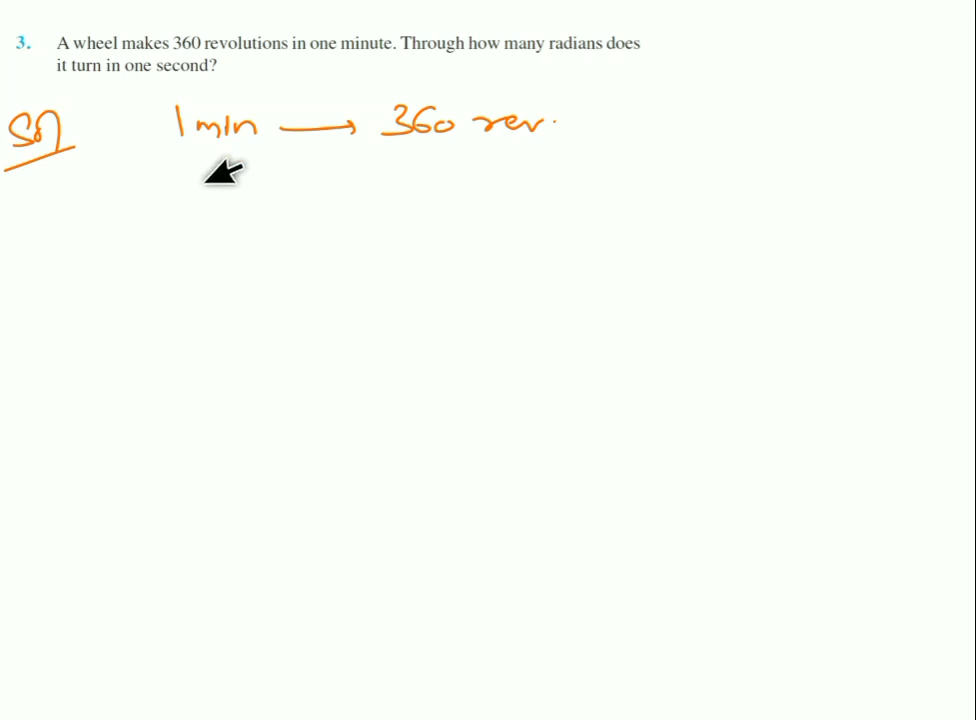 3. A wheel makes 360 revolutions in one minute. Through how many radians does
it turn in one second?
Sol 1 min → 360 rev.